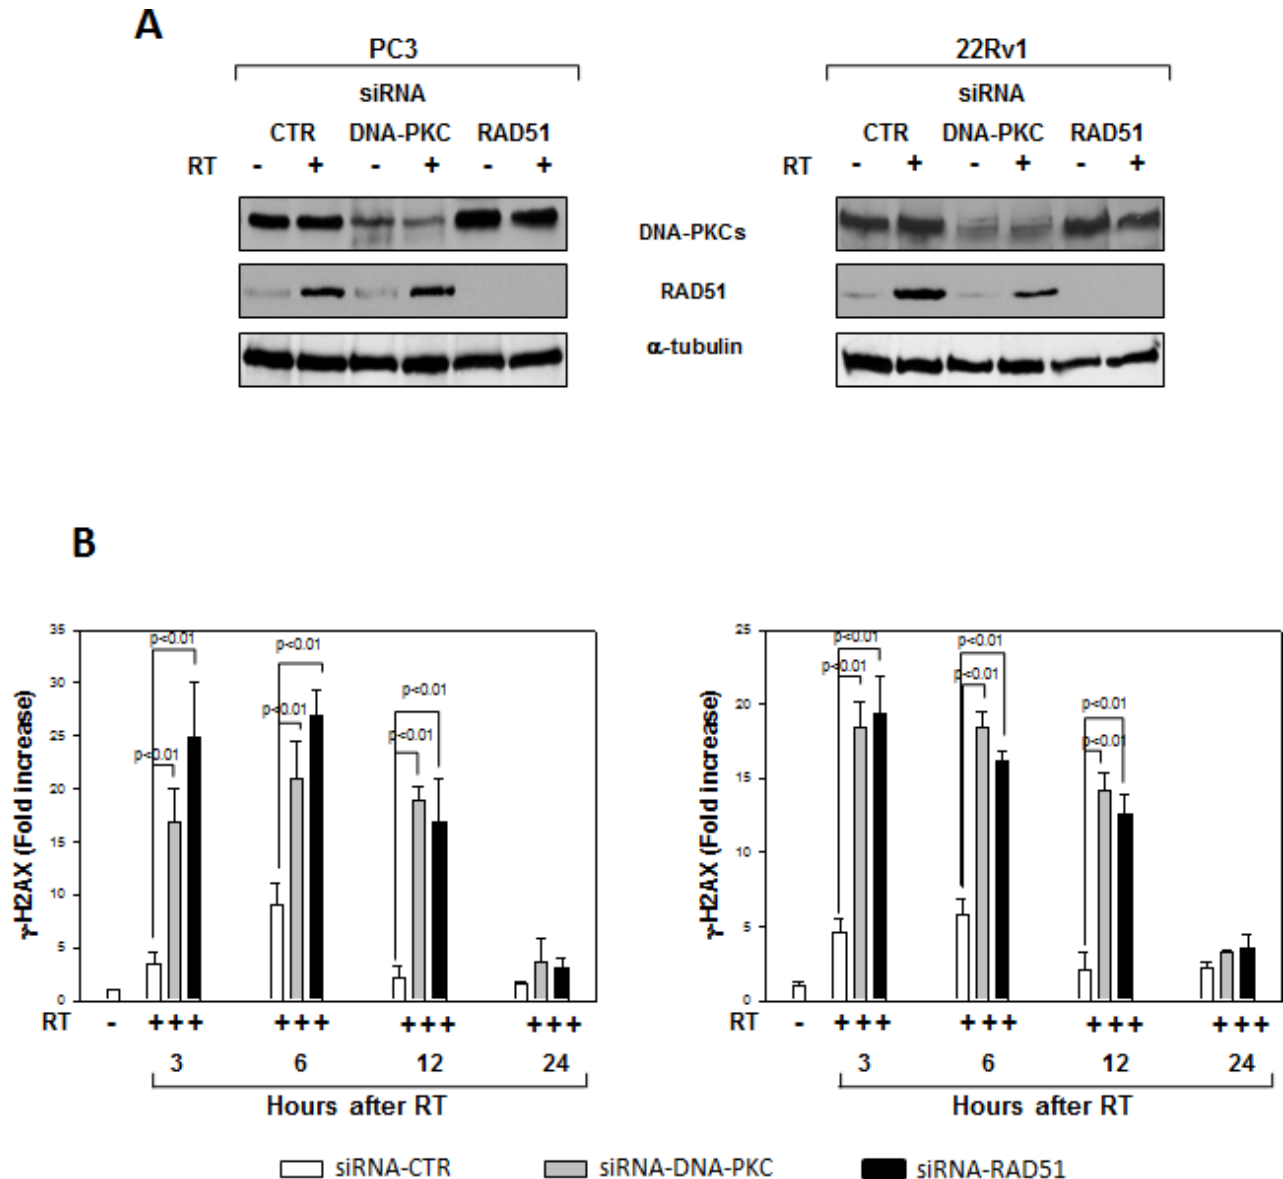 A
PC3
22Rv1
siRNA
siRNA
CTR DNA-PKC RAD51
CTR DNA-PKC RAD51
RT - + - + - +
RT - + - + - +
DNA-PKCs
RAD51
α-tubulin
B
35
30
25
20
15
10
5
0
γ-H2AX (Fold increase)
p<0.01
p<0.01
p<0.01
p<0.01
p<0.01
p<0.01
RT - +++ +++ +++ +++
3 6 12 24
Hours after RT
25
20
15
10
5
0
γ-H2AX (Fold increase)
p<0.01
p<0.01
p<0.01
p<0.01
p<0.01
p<0.01
RT - +++ +++ +++ +++
3 6 12 24
Hours after RT
siRNA-CTR siRNA-DNA-PKC siRNA-RAD51